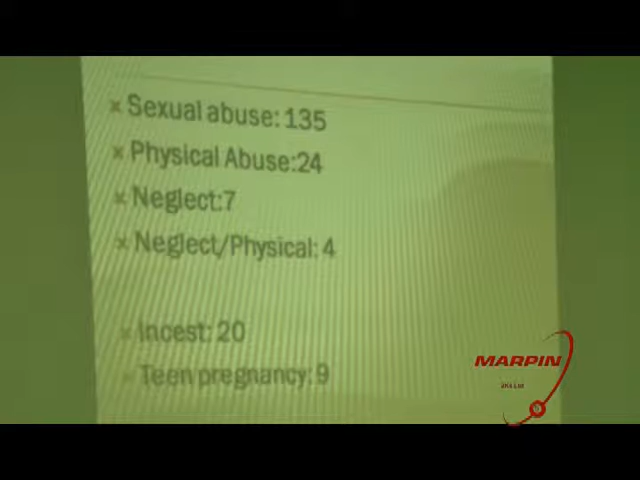 × Sexual abuse: 135
× Physical Abuse:24
× Neglect:7
× Neglect/Physical: 4
× Incest: 20
× Teen pregnancy: 9
MARPIN